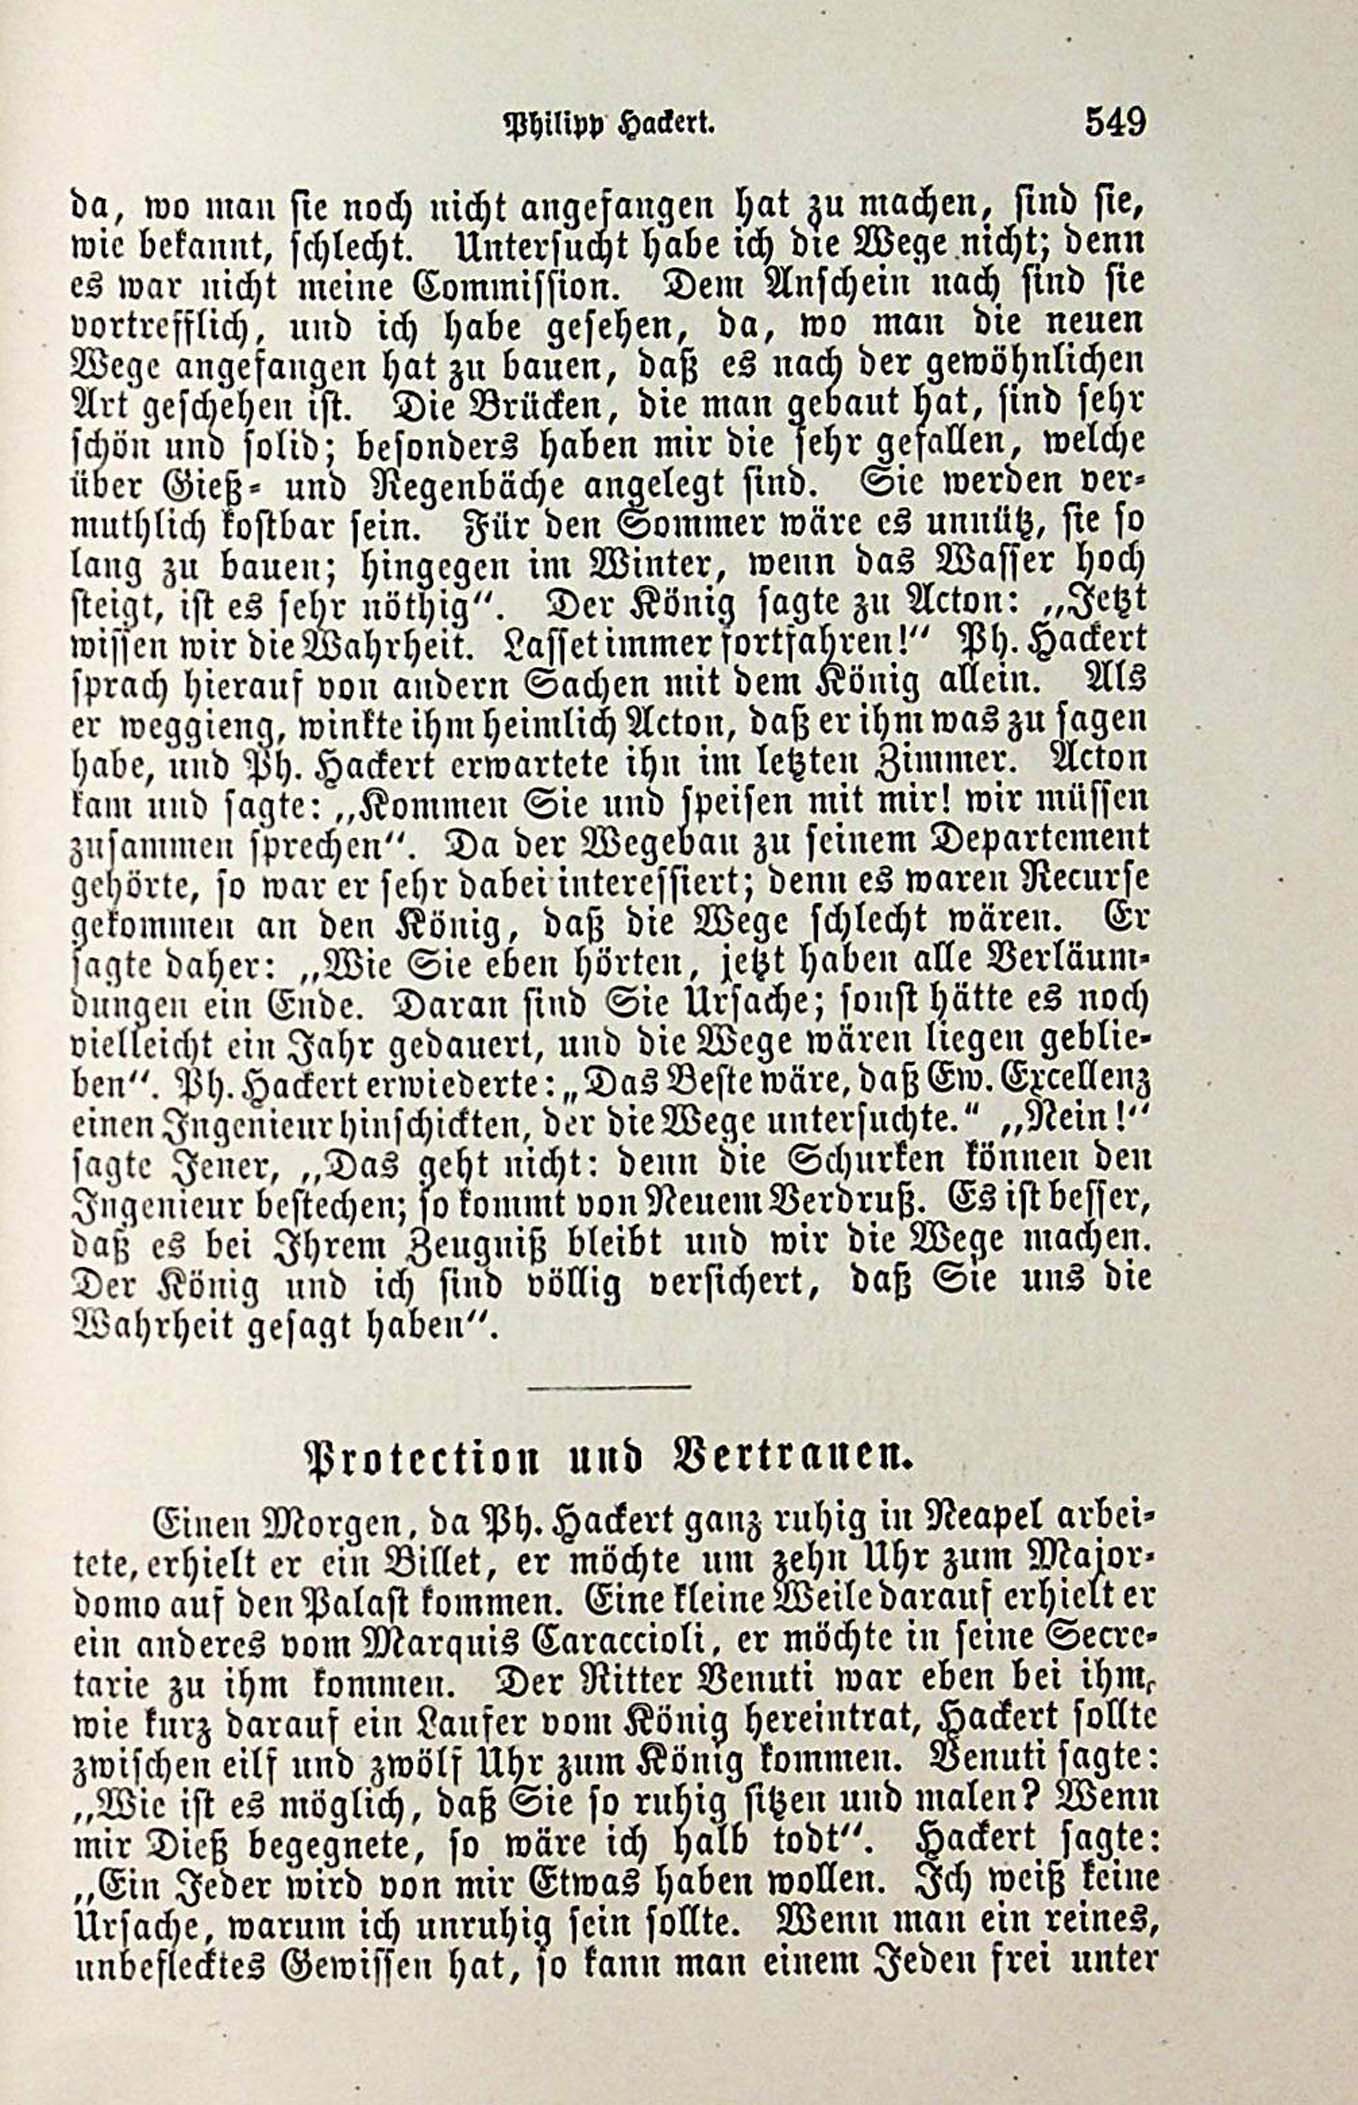 Philipp Hackert. 549
da, wo man sie noch nicht angefangen hat zu machen, sind sie,
wie bekannt, schlecht. Untersucht habe ich die Wege nicht; denn
es war nicht meine Commission. Dem Anschein nach sind sie
vortrefflich, und ich habe gesehen, da, wo man die neuen
Wege angefangen hat zu bauen, daß es nach der gewöhnlichen
Art geschehen ist. Die Brücken, die man gebaut hat, sind sehr
schön und solid; besonders haben mir die sehr gefallen, welche
über Gieß- und Regenbäche angelegt sind. Sie werden ver-
muthlich kostbar sein. Für den Sommer wäre es unnütz, sie so
lang zu bauen; hingegen im Winter, wenn das Wasser hoch
steigt, ist es sehr nöthig“. Der König sagte zu Acton: „Jetzt
wissen wir die Wahrheit. Lasset immer fortfahren!“ Ph. Hackert
sprach hierauf von andern Sachen mit dem König allein. Als
er weggieng, winkte ihm heimlich Acton, daß er ihm was zu sagen
habe, und Ph. Hackert erwartete ihn im letzten Zimmer. Acton
kam und sagte: „Kommen Sie und speisen mit mir! wir müssen
zusammen sprechen“. Da der Wegebau zu seinem Departement
gehörte, so war er sehr dabei interessiert; denn es waren Recurse
gekommen an den König, daß die Wege schlecht wären. Er
sagte daher: „Wie Sie eben hörten, jetzt haben alle Verläum-
dungen ein Ende. Daran sind Sie Ursache; sonst hätte es noch
vielleicht ein Jahr gedauert, und die Wege wären liegen geblie-
ben“. Ph. Hackert erwiederte: „Das Beste wäre, daß Ew. Excellenz
einen Ingenieur hinschickten, der die Wege untersuchte.“ „Nein!“
sagte Jener, „Das geht nicht: denn die Schurken können den
Ingenieur bestechen; so kommt von Neuem Verdruß. Es ist besser,
daß es bei Ihrem Zeugniß bleibt und wir die Wege machen.
Der König und ich sind völlig versichert, daß Sie uns die
Wahrheit gesagt haben“.
Protection und Vertrauen.
Einen Morgen, da Ph. Hackert ganz ruhig in Neapel arbei-
tete, erhielt er ein Billet, er möchte um zehn Uhr zum Major-
domo auf den Palast kommen. Eine kleine Weile darauf erhielt er
ein anderes vom Marquis Caraccioli, er möchte in seine Secre-
tarie zu ihm kommen. Der Ritter Venuti war eben bei ihm,
wie kurz darauf ein Laufer vom König hereintrat, Hackert sollte
zwischen eilf und zwölf Uhr zum König kommen. Venuti sagte:
„Wie ist es möglich, daß Sie so ruhig sitzen und malen? Wenn
mir Dieß begegnete, so wäre ich halb todt“. Hackert sagte:
„Ein Jeder wird von mir Etwas haben wollen. Ich weiß keine
Ursache, warum ich unruhig sein sollte. Wenn man ein reines,
unbeflecktes Gewissen hat, so kann man einem Jeden frei unter